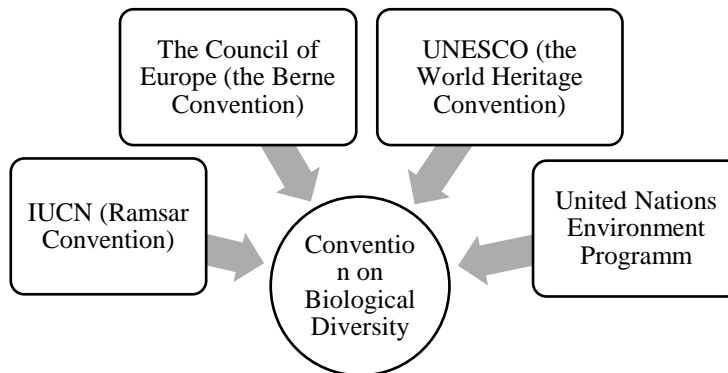 The Council of
Europe (the Berne
Convention)
UNESCO (the
World Heritage
Convention)
IUCN (Ramsar
Convention)
United Nations
Environment
Programm
Conventio
n on
Biological
Diversity